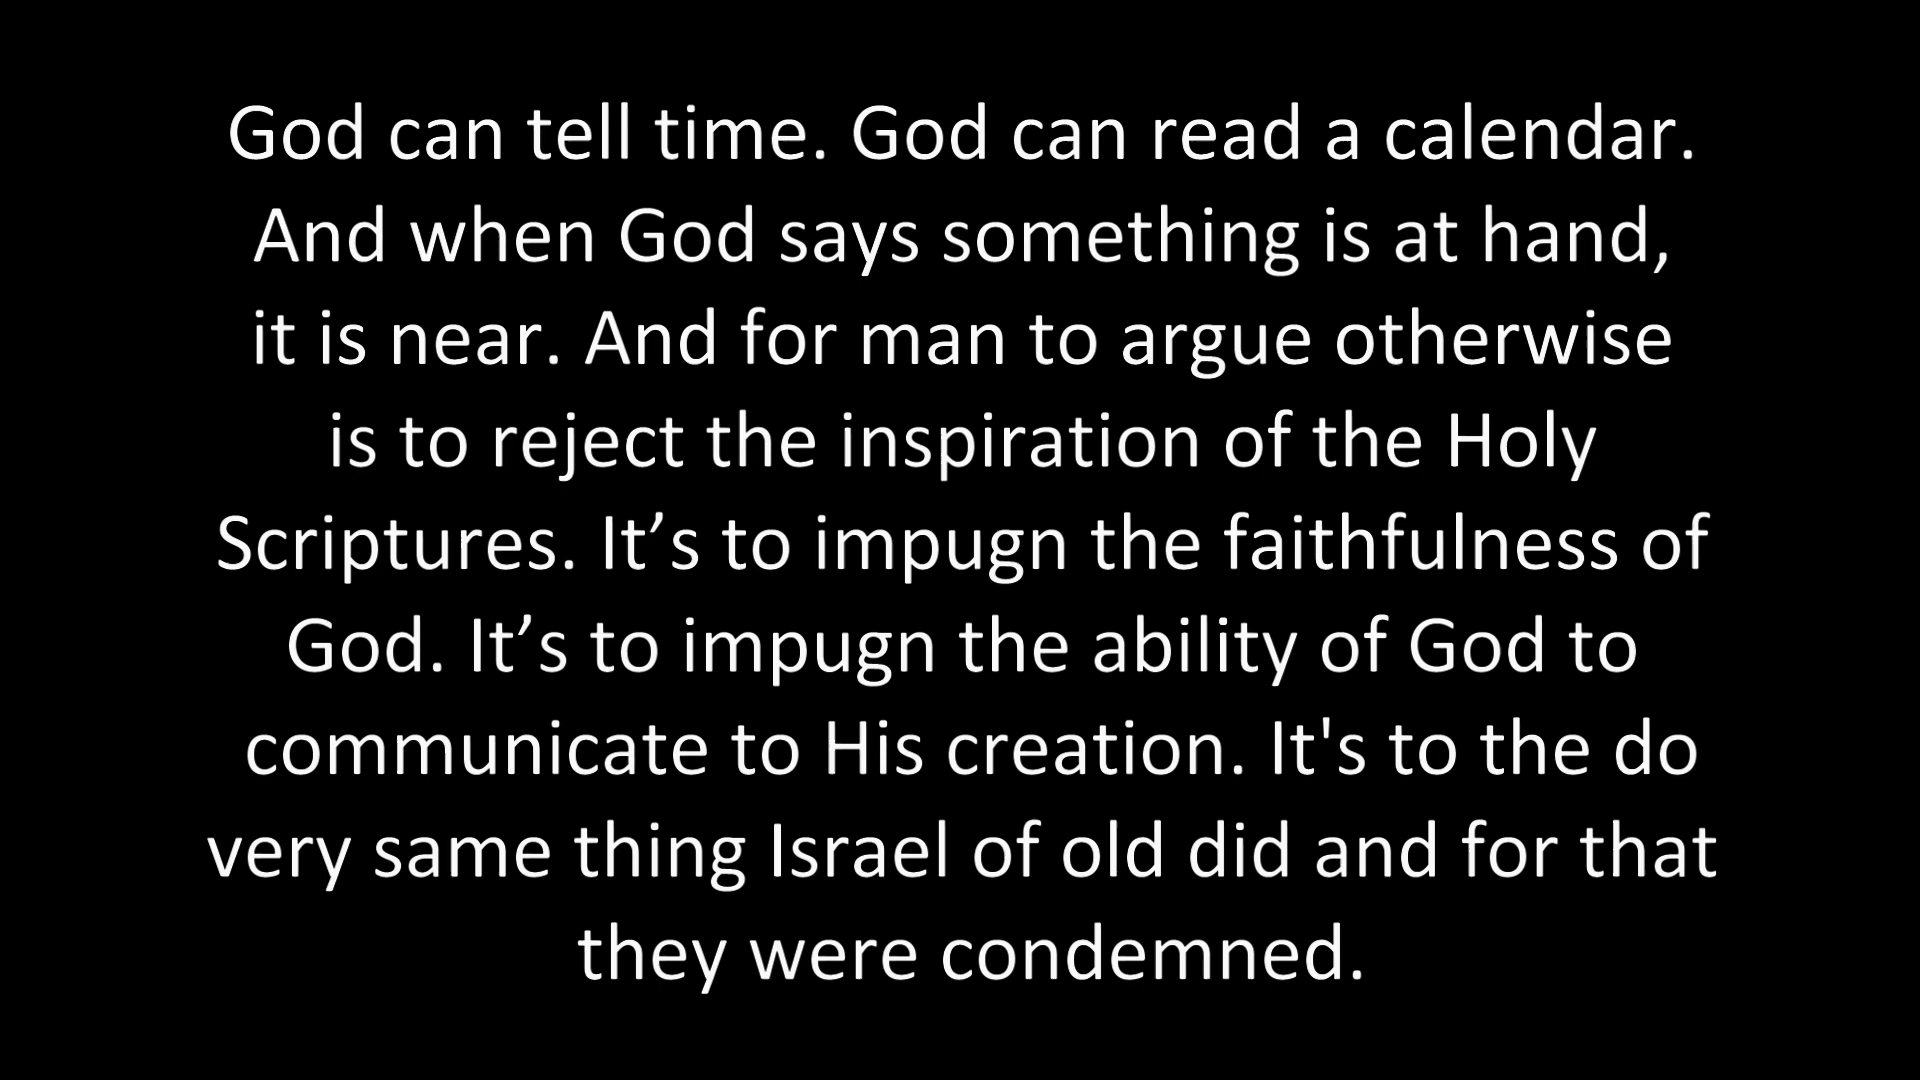 God can tell time. God can read a calendar.
And when God says something is at hand,
it is near. And for man to argue otherwise
is to reject the inspiration of the Holy
Scriptures. It’s to impugn the faithfulness of
God. It’s to impugn the ability of God to
communicate to His creation. It's to the do
very same thing Israel of old did and for that
they were condemned.